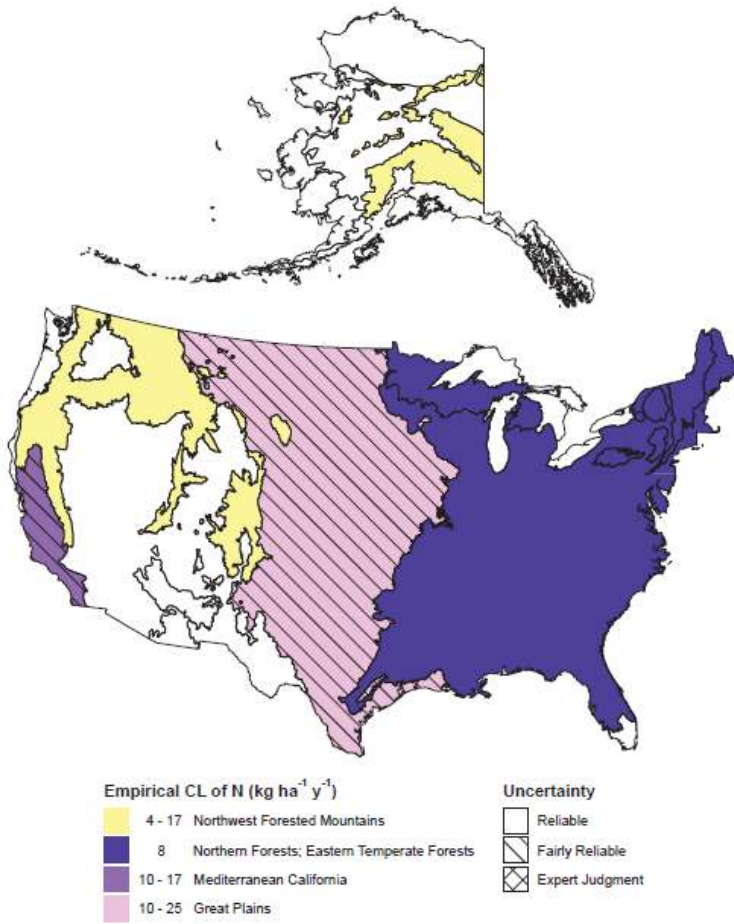 Empirical CL of N (kg ha⁻¹ y⁻¹)
4 - 17 Northwest Forested Mountains
8 Northern Forests; Eastern Temperate Forests
10 - 17 Mediterranean California
10 - 25 Great Plains
Uncertainty
Reliable
Fairly Reliable
Expert Judgment